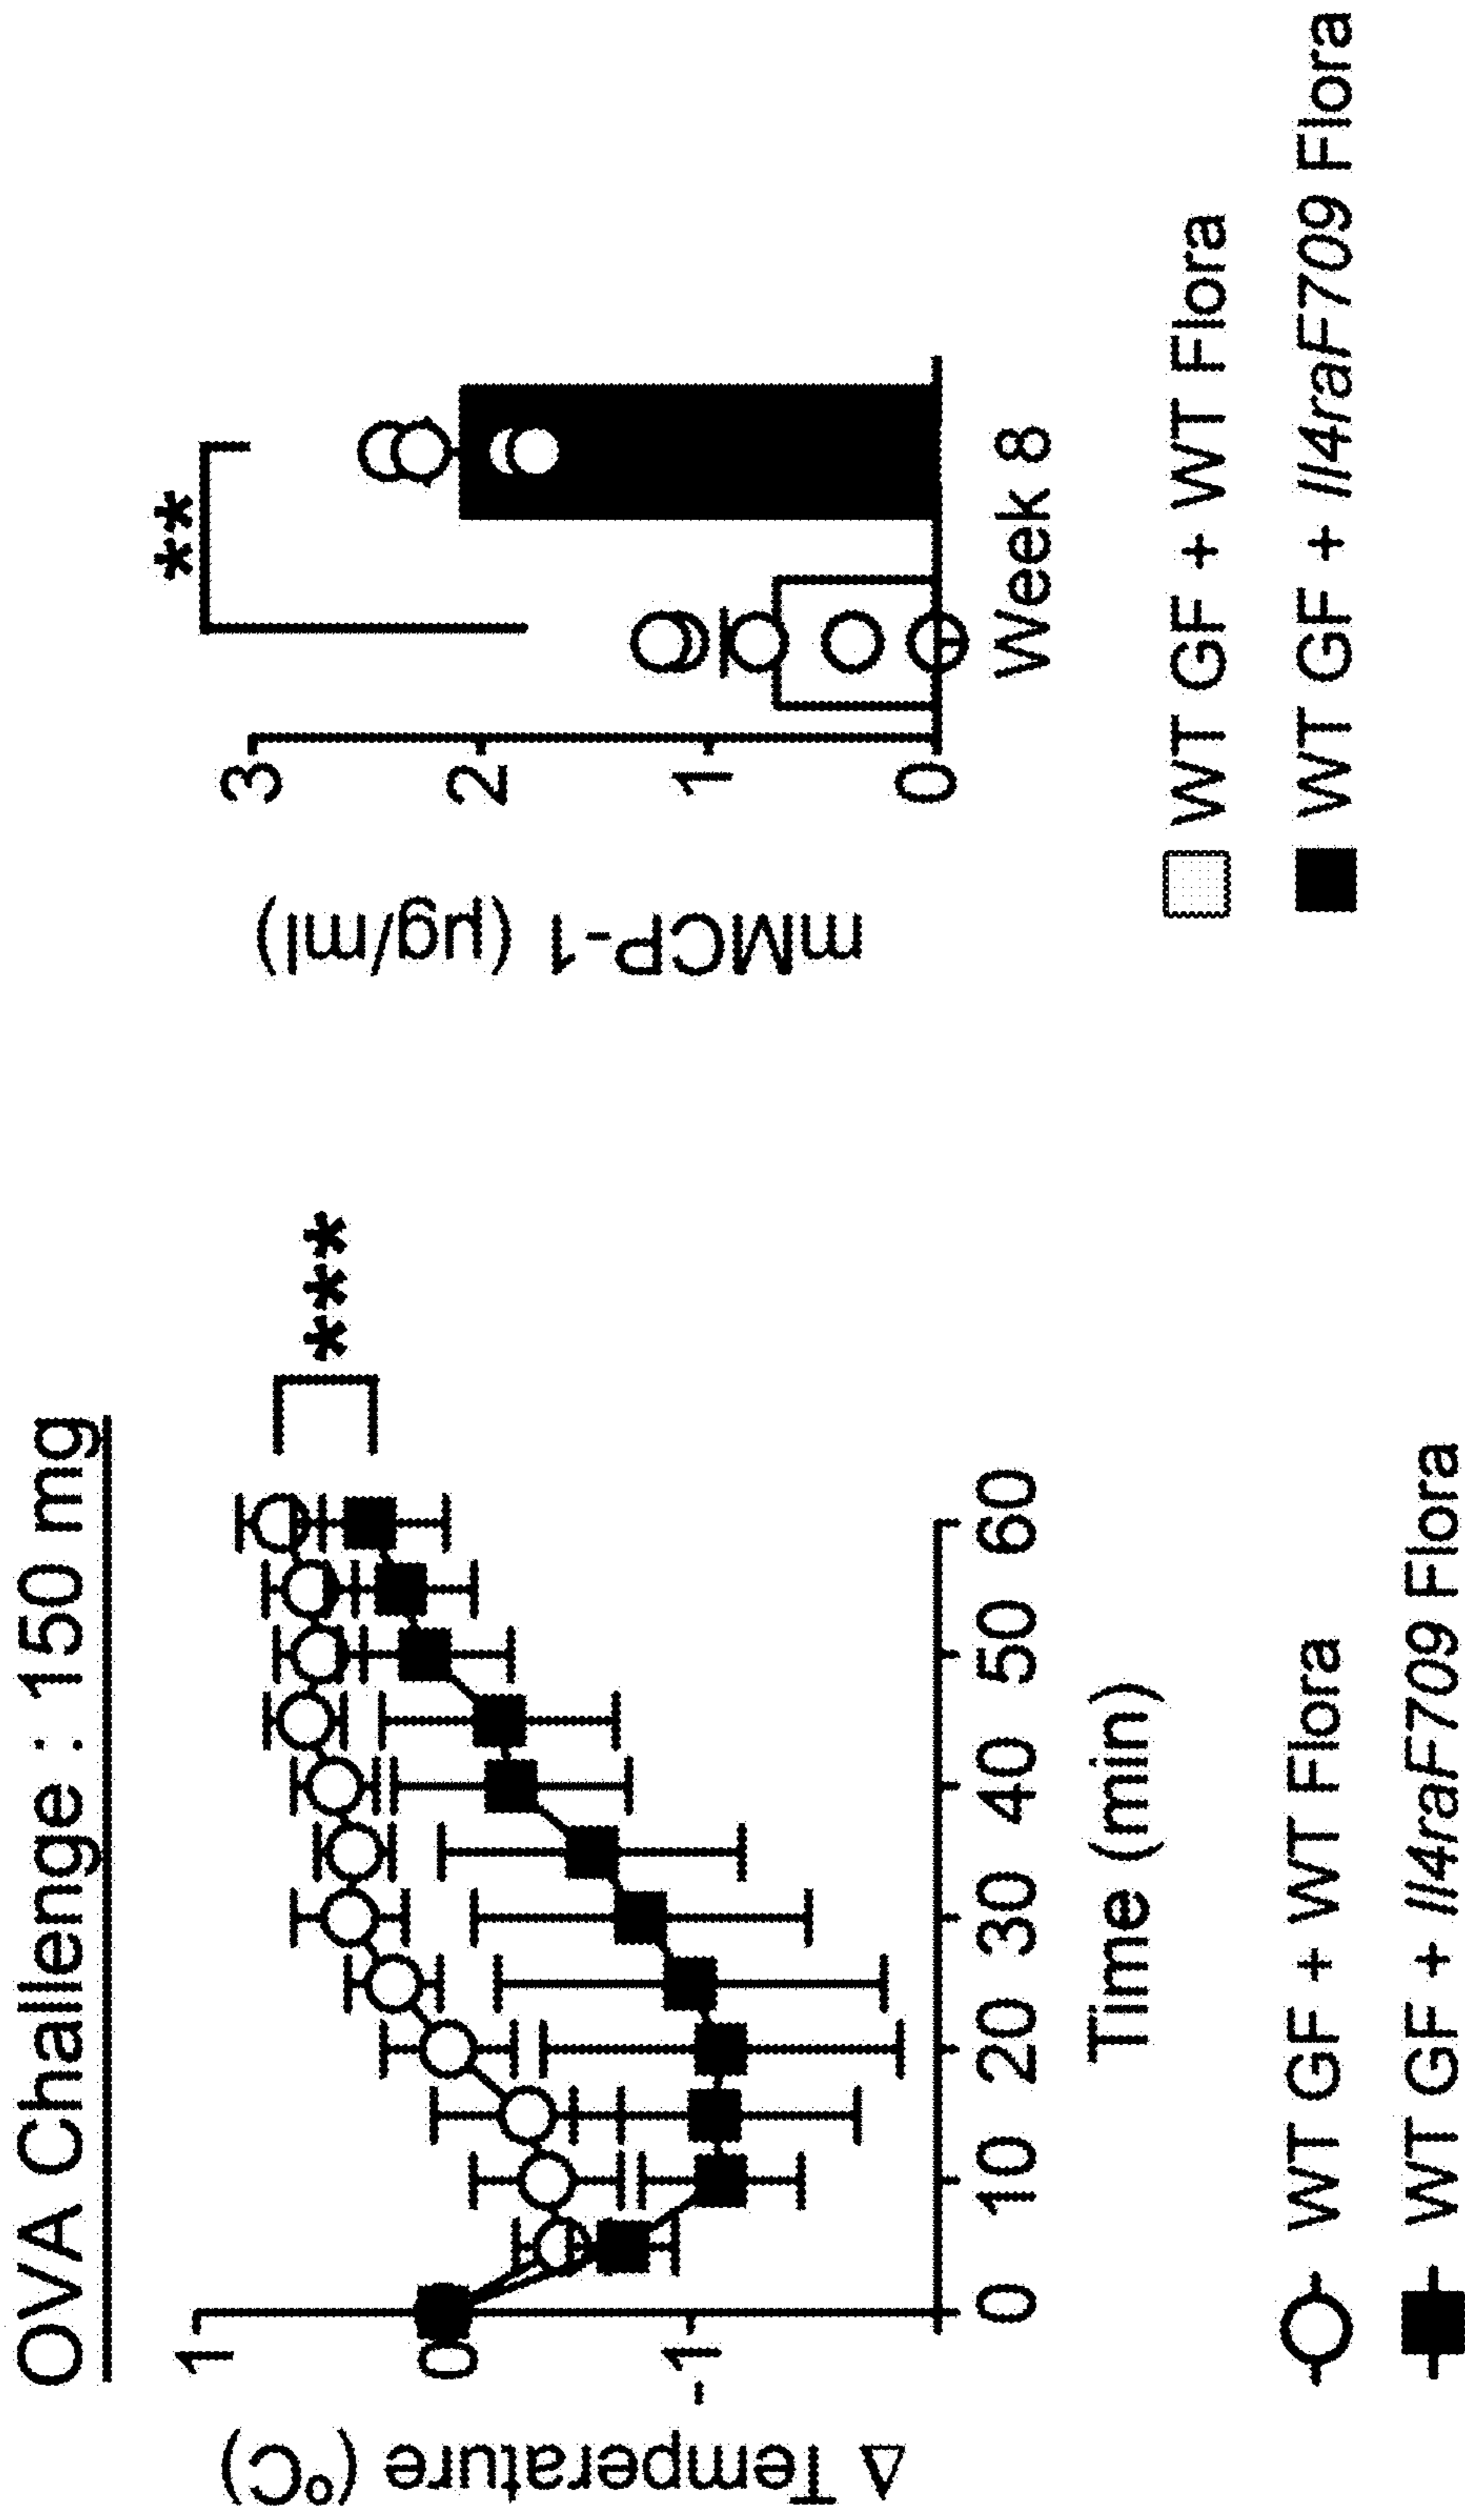 OVA Challenge : 150 mg
Δ Temperature (°C)
1
0
-1
0 10 20 30 40 50 60
Time (min)
***
WT GF + WT Flora
WT GF + Il4raF709 Flora
mMCP-1 (µg/ml)
3
2
1
0
**
Week 8
WT GF + WT Flora
WT GF + Il4raF709 Flora